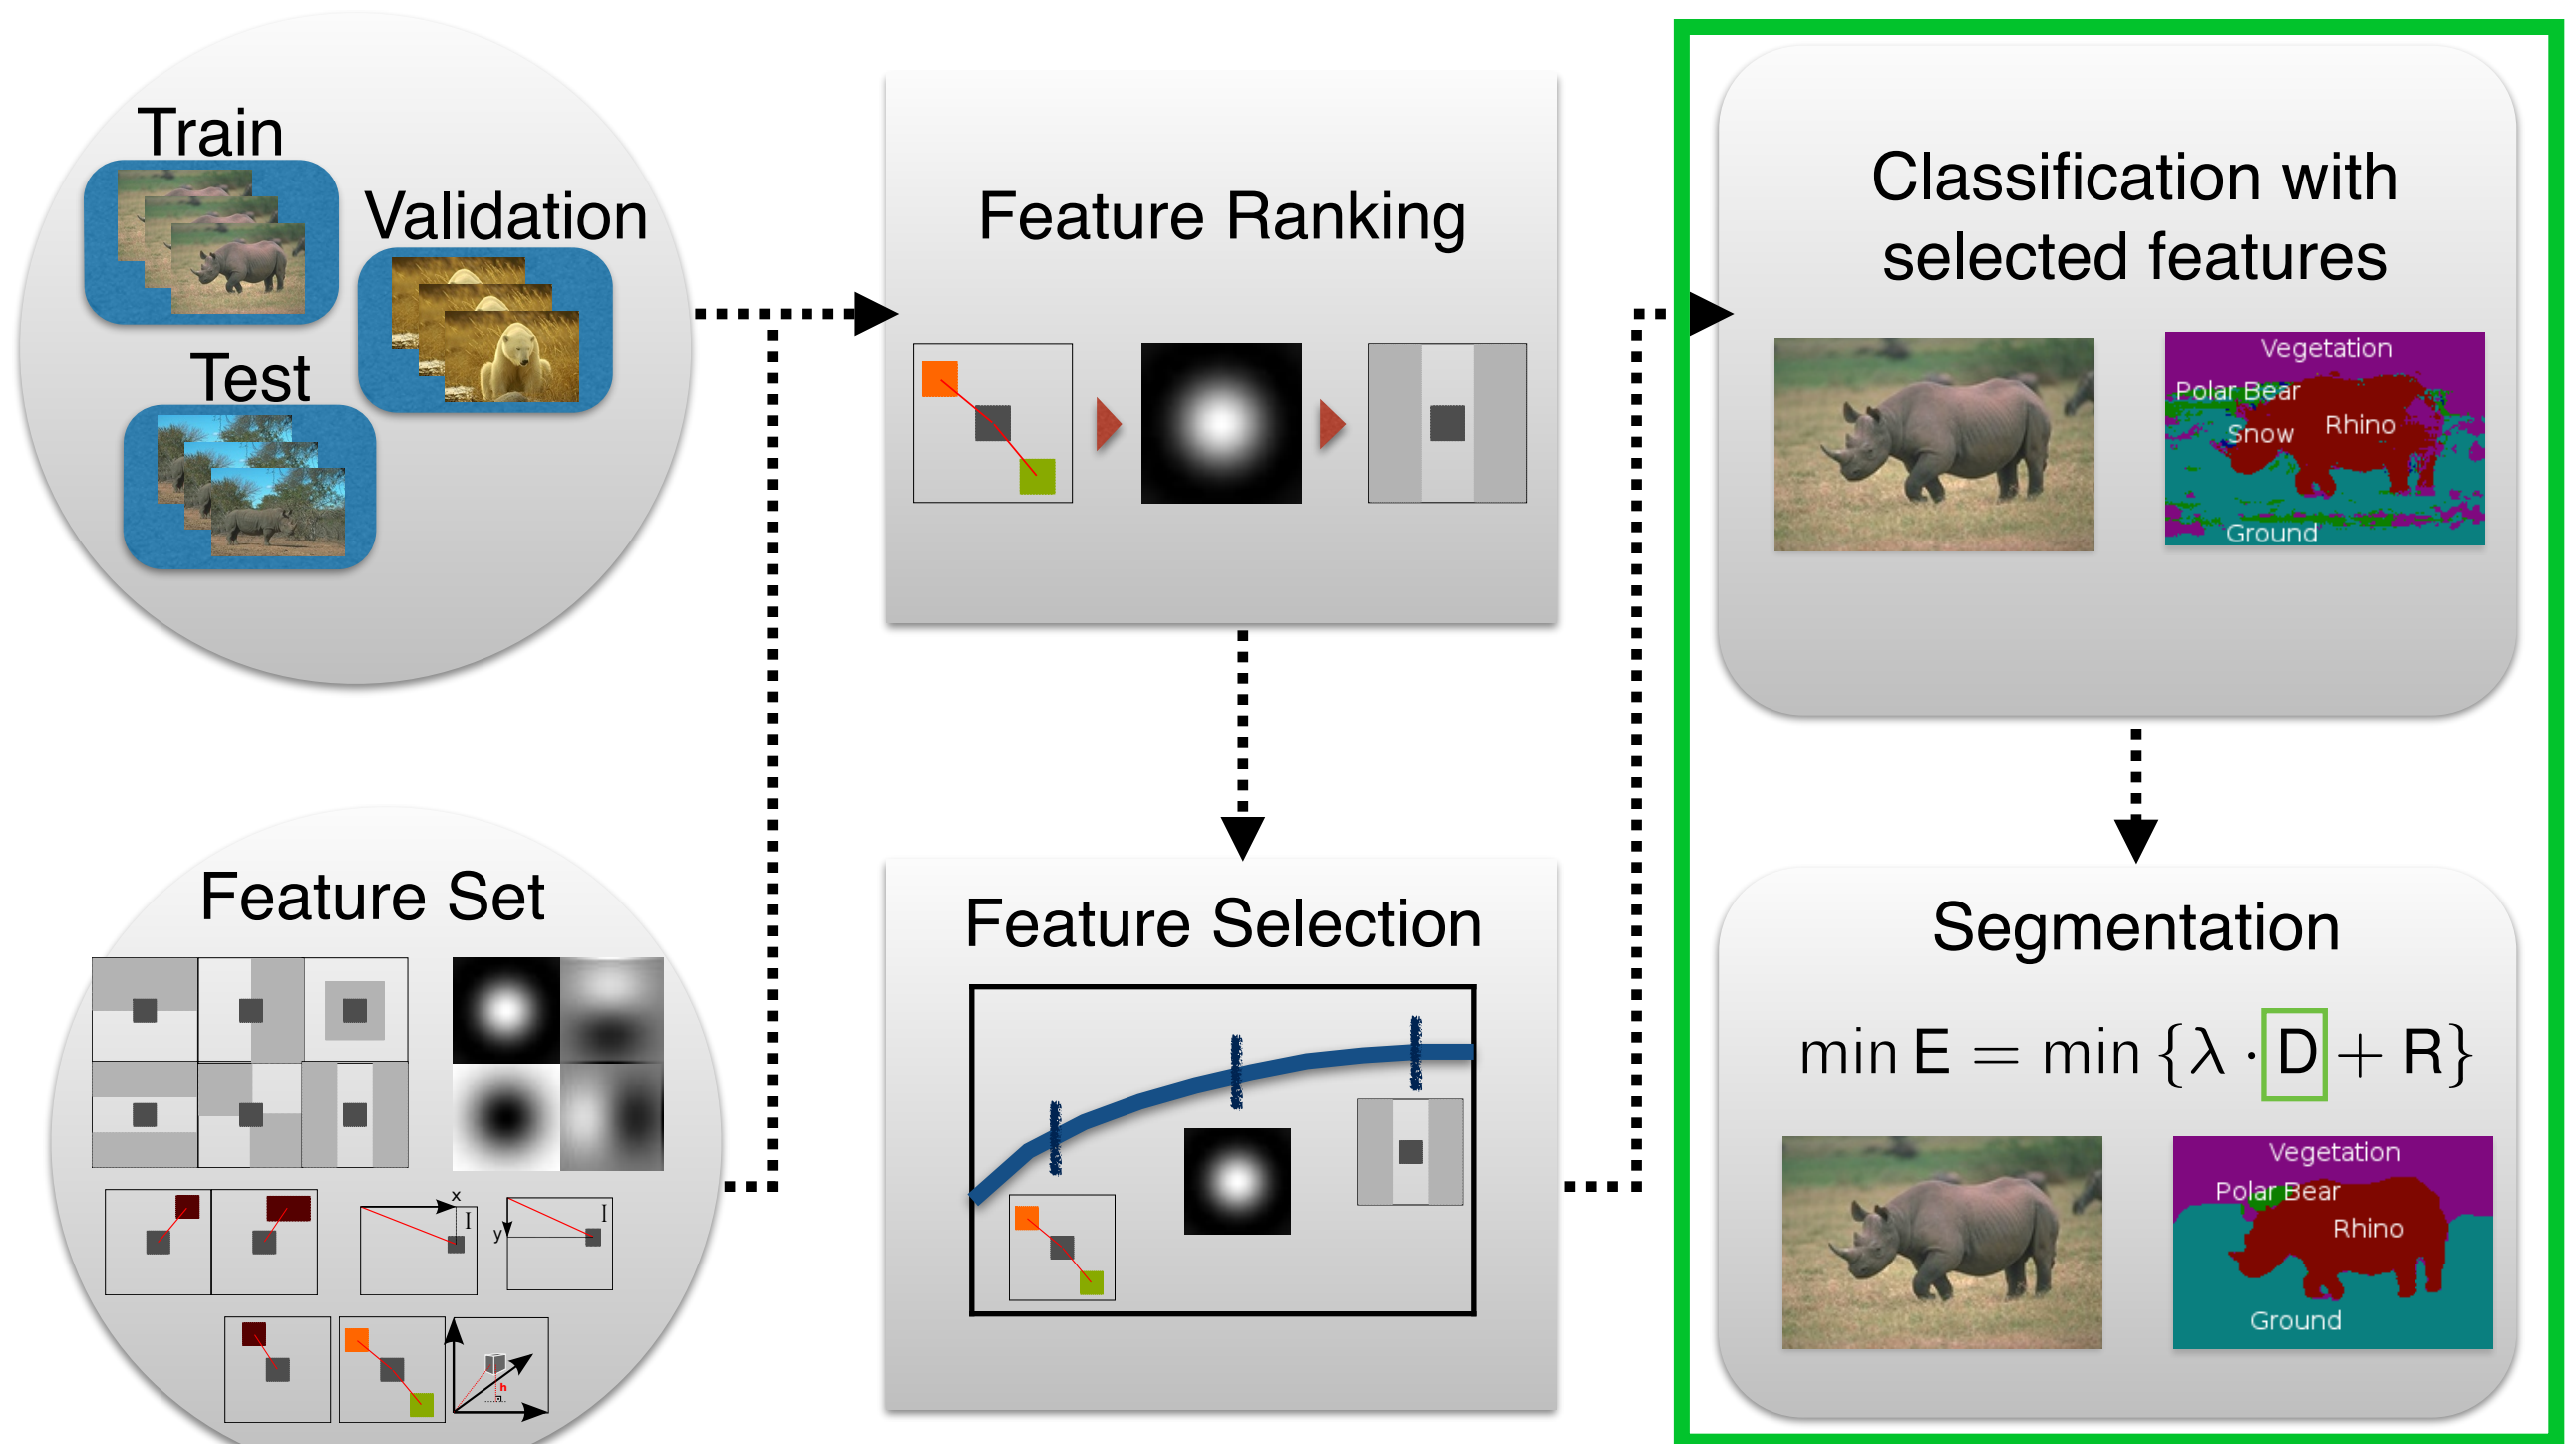 Train
Validation
Test
Feature Set
x
I
y
I
h
Feature Ranking
Feature Selection
Classification with
selected features
Vegetation
Polar Bear
Snow
Rhino
Ground
Segmentation
min E = min {λ · D + R}
Vegetation
Polar Bear
Rhino
Ground